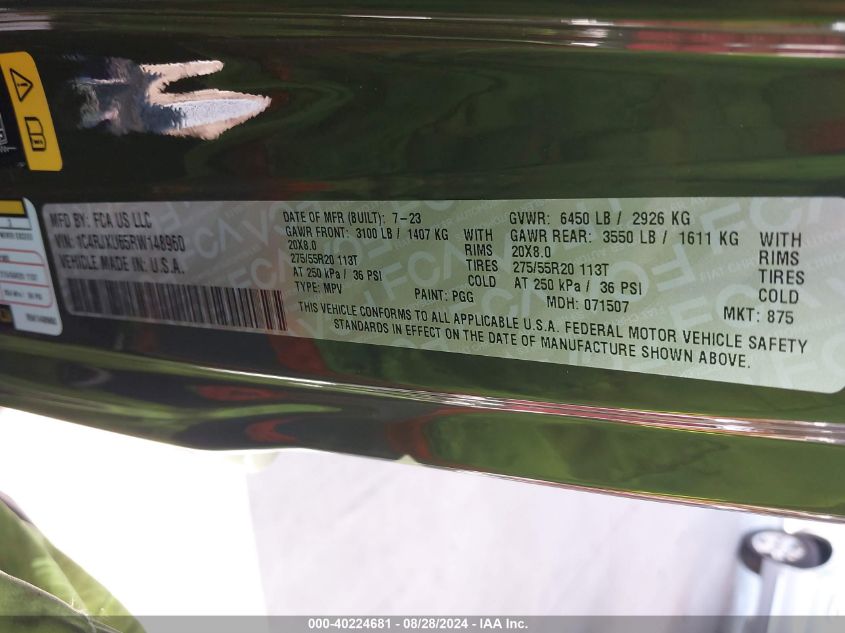 MFD BY: FCA US LLC
DATE OF MFR (BUILT): 7-23
GVWR: 6450 LB / 2926 KG
VIN: 1C4RJXU65RW148960
GAWR FRONT: 3100 LB / 1407 KG WITH
GAWR REAR: 3550 LB / 1611 KG WITH
VEHICLE MADE IN: U.S.A.
20X8.0 RIMS
20X8.0 RIMS
275/55R20 113T TIRES
275/55R20 113T TIRES
AT 250 kPa / 36 PSI COLD
AT 250 kPa / 36 PSI COLD
TYPE: MPV
PAINT: PGG
MDH: 071507
MKT: 875
THIS VEHICLE CONFORMS TO ALL APPLICABLE U.S.A. FEDERAL MOTOR VEHICLE SAFETY
STANDARDS IN EFFECT ON THE DATE OF MANUFACTURE SHOWN ABOVE.
000-40224681 - 08/28/2024 - IAA Inc.